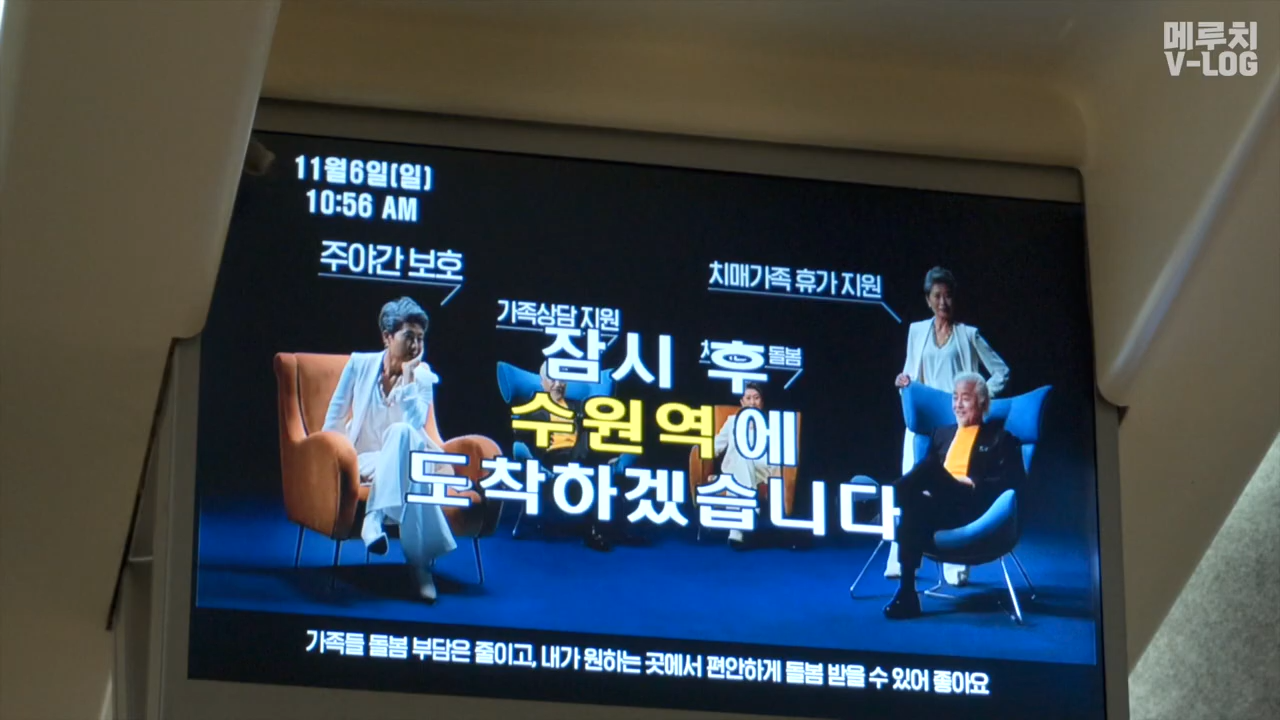 메루치
V-LOG
11월6일(일)
10:56 AM
주야간 보호
치매가족 휴가 지원
가족상담 지원
돌봄
잠시 후
수원역에
도착하겠습니다
가족들 돌봄 부담은 줄이고, 내가 원하는 곳에서 편안하게 돌봄 받을 수 있어 좋아요